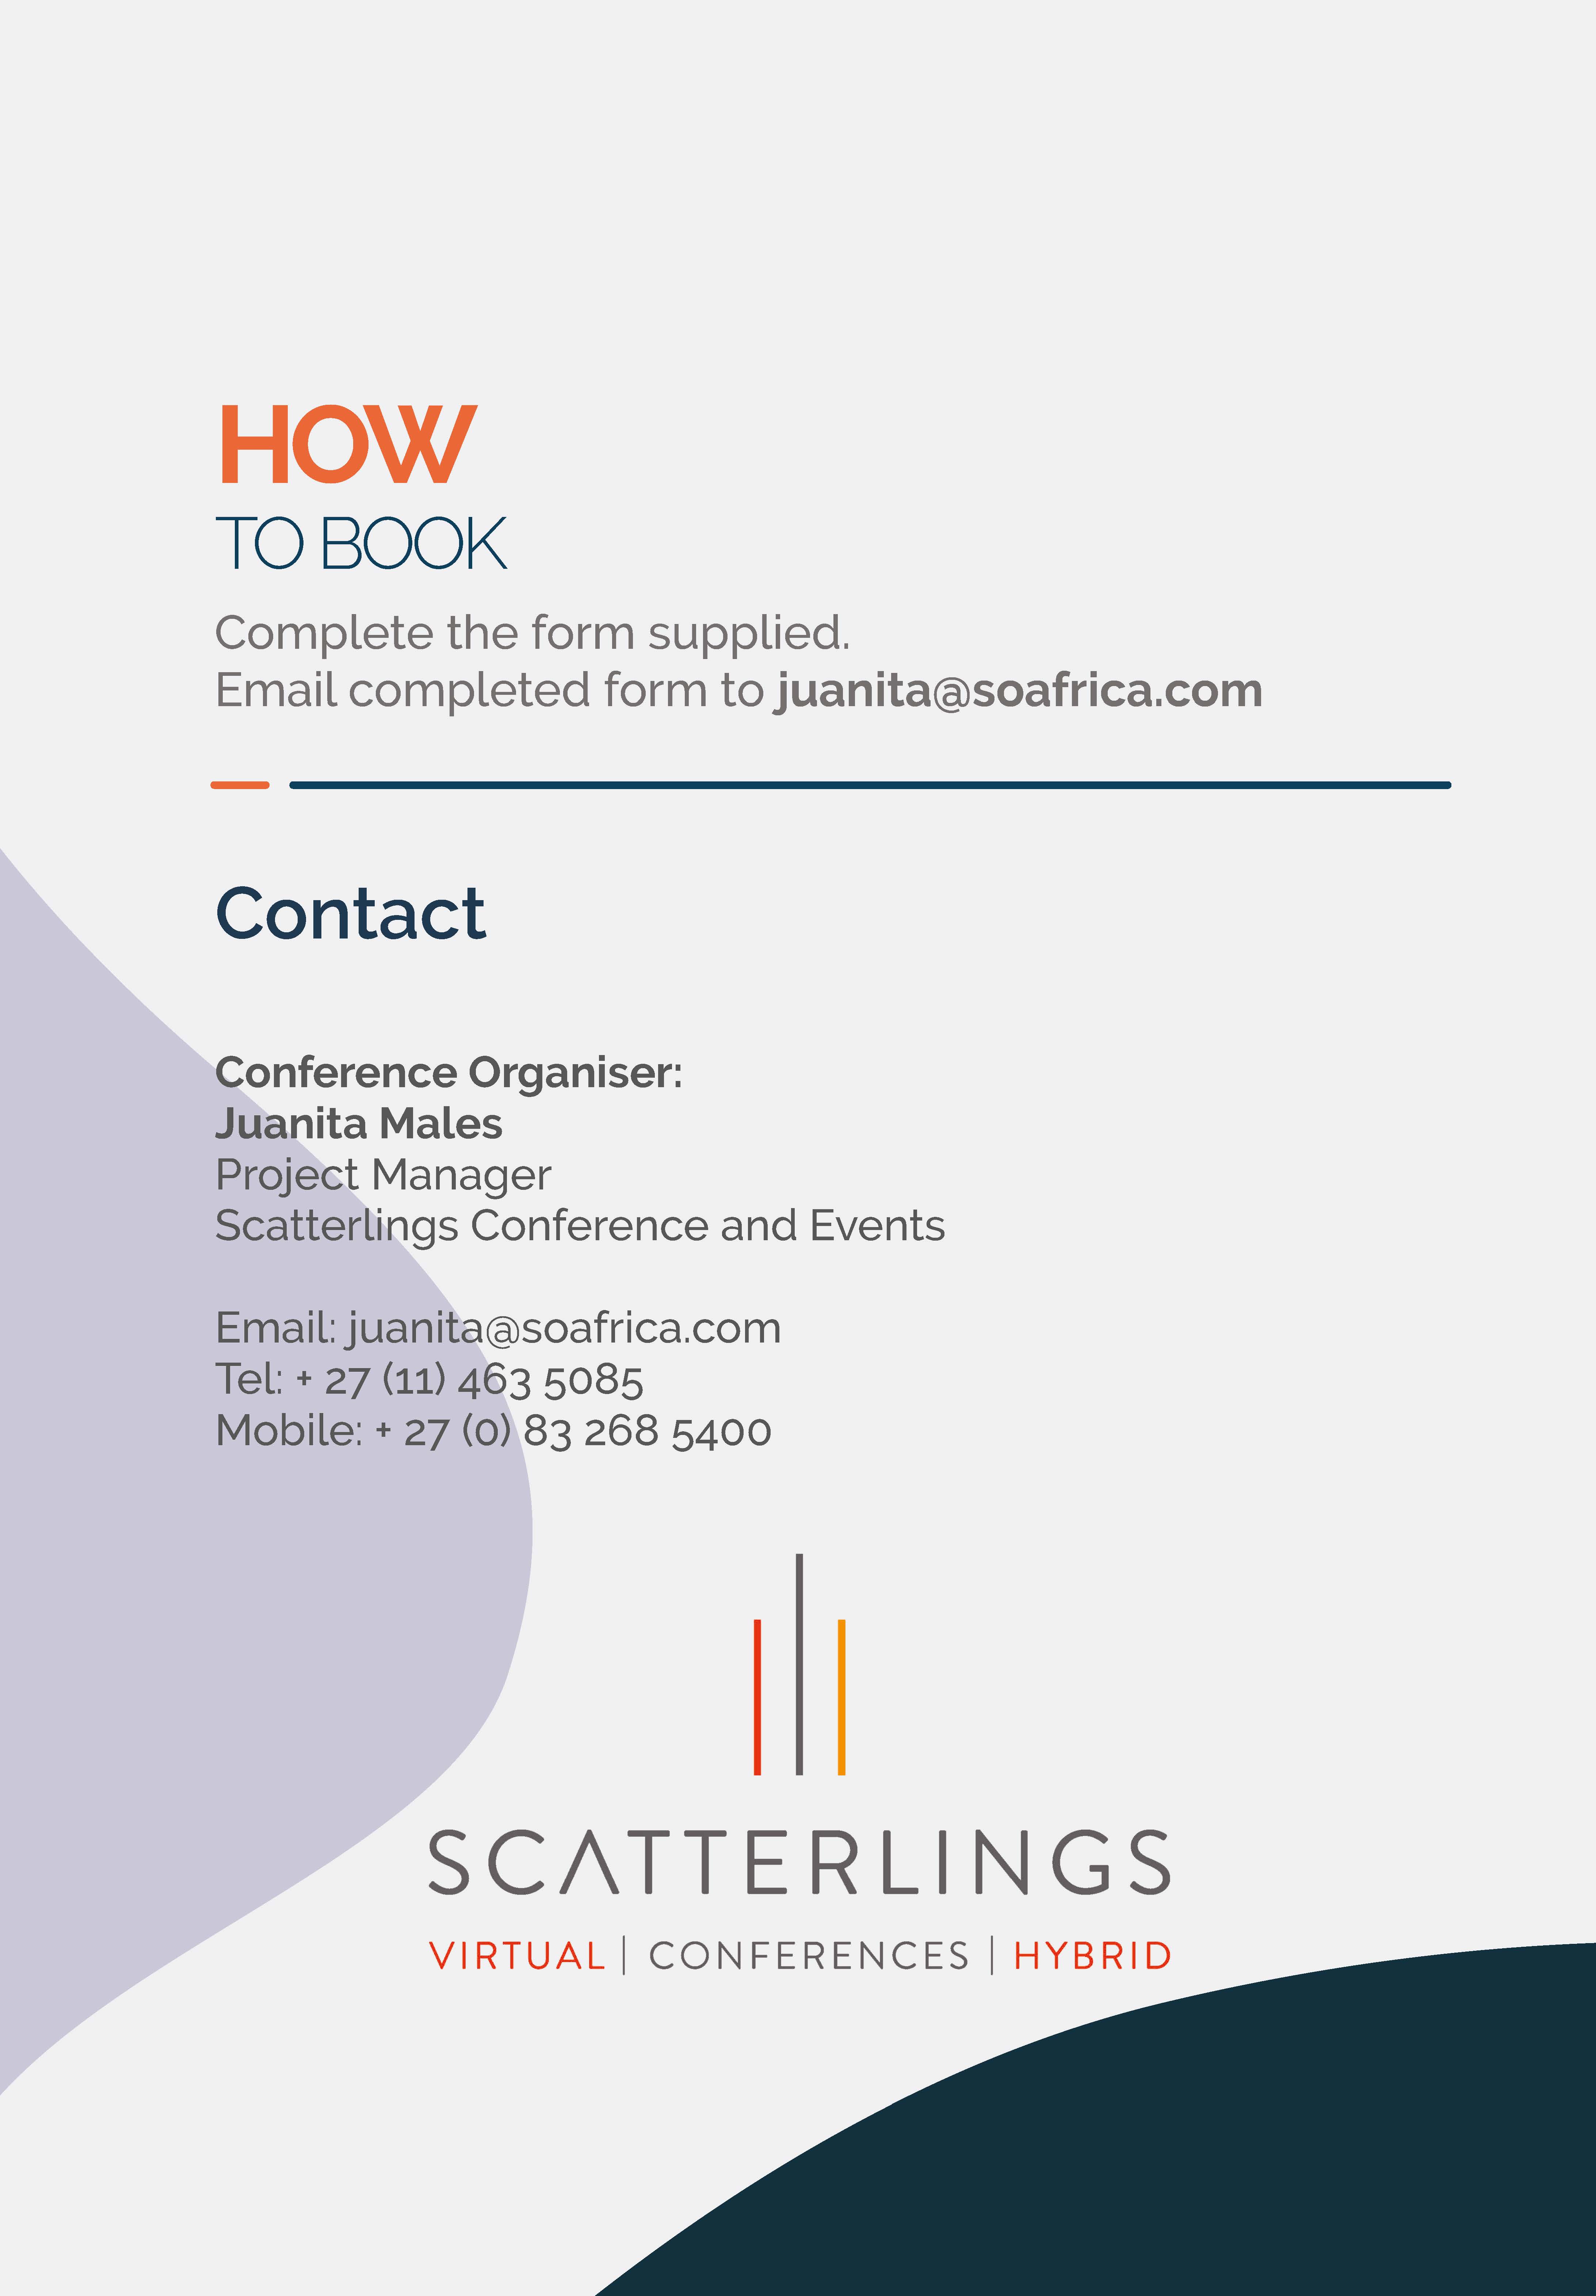 HOW
TO BOOK
Complete the form supplied.
Email completed form to juanita@soafrica.com
Contact
Conference Organiser:
Juanita Males
Project Manager
Scatterlings Conference and Events
Email: juanita@soafrica.com
Tel: + 27 (11) 463 5085
Mobile: + 27 (0) 83 268 5400
SCATTERLINGS
VIRTUAL | CONFERENCES | HYBRID